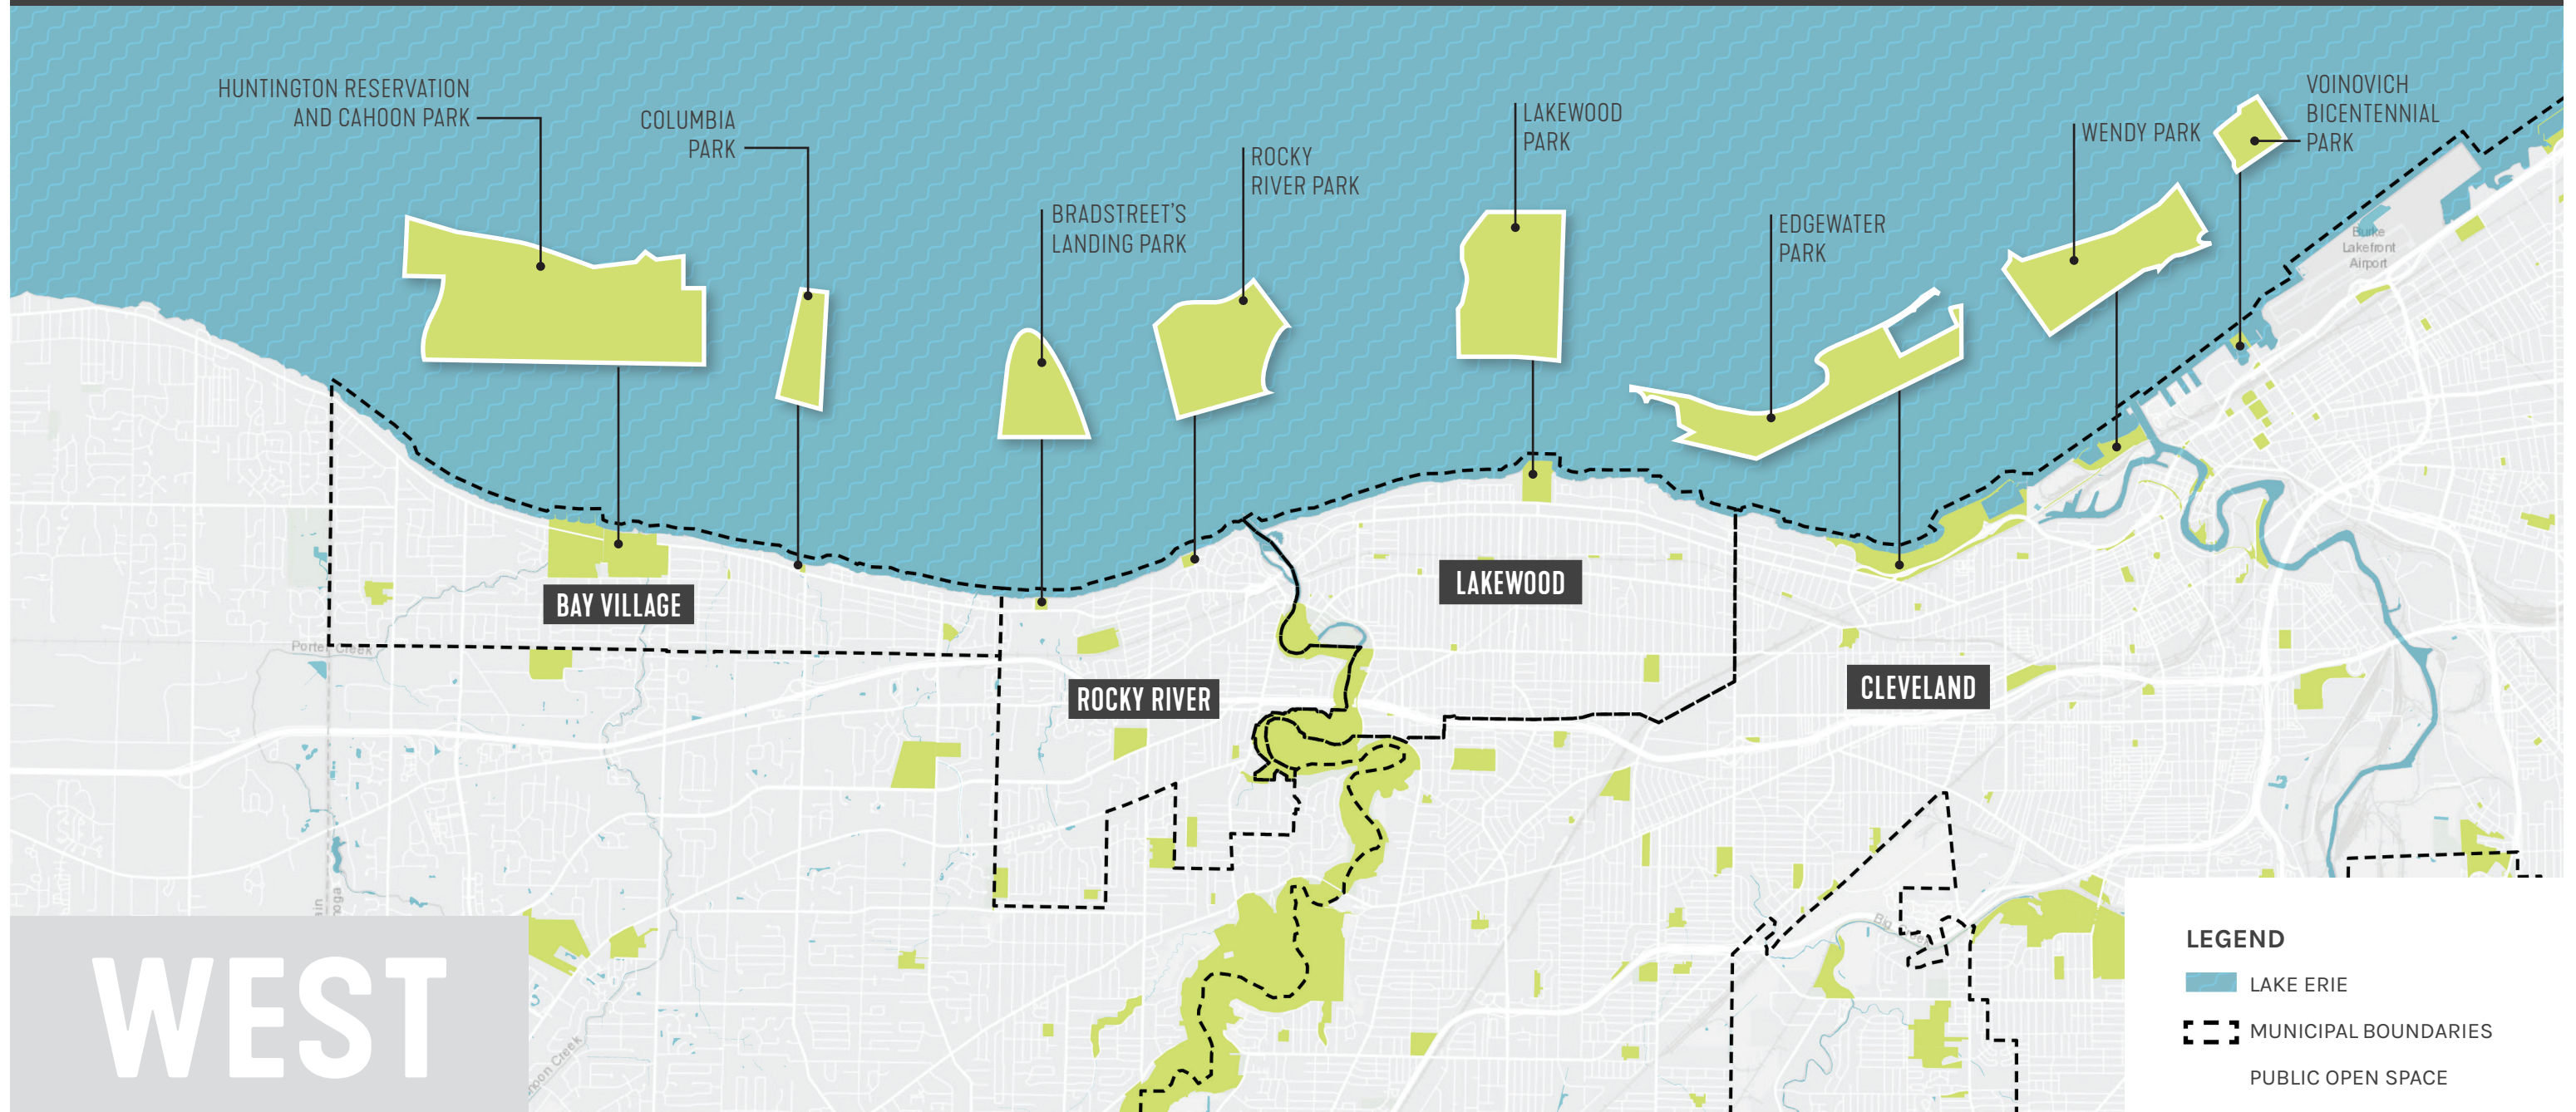 HUNTINGTON RESERVATION
AND CAHOON PARK
COLUMBIA
PARK
BRADSTREET'S
LANDING PARK
ROCKY
RIVER PARK
LAKEWOOD
PARK
EDGEWATER
PARK
WENDY PARK
VOINOVICH
BICENTENNIAL
PARK
Burke
Lakefront
Airport
BAY VILLAGE
LAKEWOOD
Porter Creek
ROCKY RIVER
CLEVELAND
WEST
LEGEND
LAKE ERIE
MUNICIPAL BOUNDARIES
PUBLIC OPEN SPACE